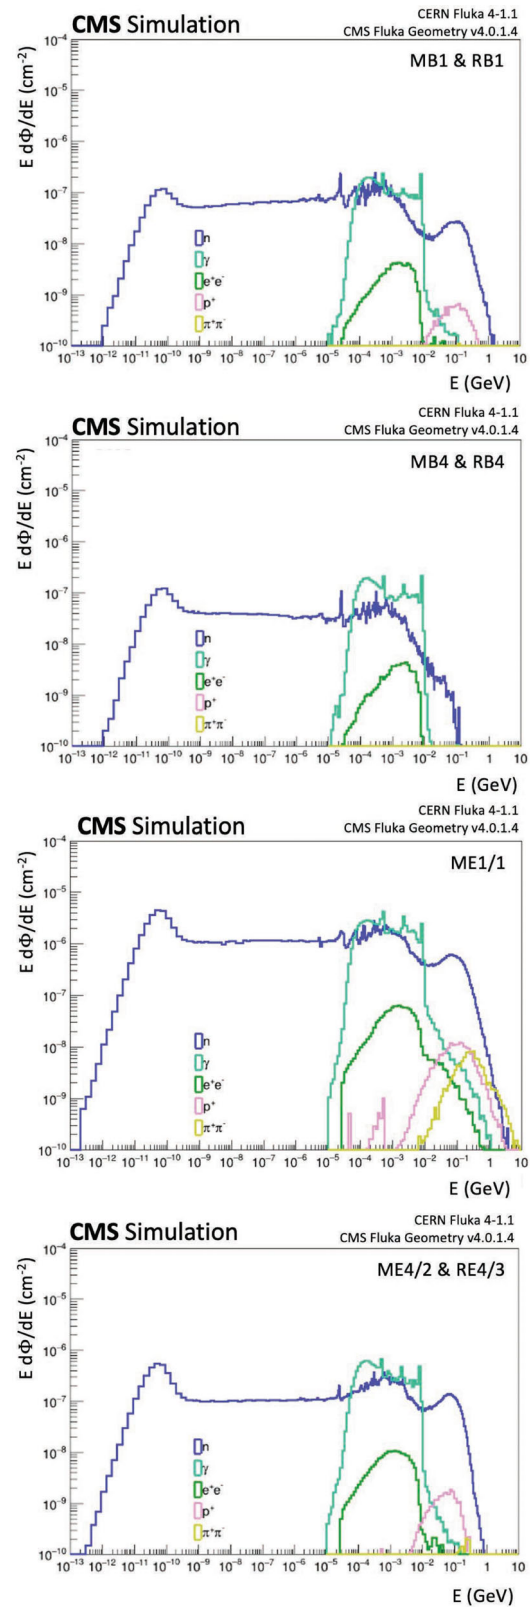 CMS Simulation
CERN Fluka 4-1.1
CMS Fluka Geometry v4.0.1.4
MB1 & RB1
E dΦ/dE (cm⁻²)
10⁻⁴
10⁻⁵
10⁻⁶
10⁻⁷
10⁻⁸
10⁻⁹
10⁻¹⁰
n
γ
e⁺e⁻
p⁺
π⁺π⁻
10⁻¹³ 10⁻¹² 10⁻¹¹ 10⁻¹⁰ 10⁻⁹ 10⁻⁸ 10⁻⁷ 10⁻⁶ 10⁻⁵ 10⁻⁴ 10⁻³ 10⁻² 10⁻¹ 1 10
E (GeV)
CMS Simulation
CERN Fluka 4-1.1
CMS Fluka Geometry v4.0.1.4
MB4 & RB4
E dΦ/dE (cm⁻²)
10⁻⁴
10⁻⁵
10⁻⁶
10⁻⁷
10⁻⁸
10⁻⁹
10⁻¹⁰
n
γ
e⁺e⁻
p⁺
π⁺π⁻
10⁻¹³ 10⁻¹² 10⁻¹¹ 10⁻¹⁰ 10⁻⁹ 10⁻⁸ 10⁻⁷ 10⁻⁶ 10⁻⁵ 10⁻⁴ 10⁻³ 10⁻² 10⁻¹ 1 10
E (GeV)
CMS Simulation
CERN Fluka 4-1.1
CMS Fluka Geometry v4.0.1.4
ME1/1
E dΦ/dE (cm⁻²)
10⁻⁴
10⁻⁵
10⁻⁶
10⁻⁷
10⁻⁸
10⁻⁹
10⁻¹⁰
n
γ
e⁺e⁻
p⁺
π⁺π⁻
10⁻¹³ 10⁻¹² 10⁻¹¹ 10⁻¹⁰ 10⁻⁹ 10⁻⁸ 10⁻⁷ 10⁻⁶ 10⁻⁵ 10⁻⁴ 10⁻³ 10⁻² 10⁻¹ 1 10
E (GeV)
CMS Simulation
CERN Fluka 4-1.1
CMS Fluka Geometry v4.0.1.4
ME4/2 & RE4/3
E dΦ/dE (cm⁻²)
10⁻⁴
10⁻⁵
10⁻⁶
10⁻⁷
10⁻⁸
10⁻⁹
10⁻¹⁰
n
γ
e⁺e⁻
p⁺
π⁺π⁻
10⁻¹³ 10⁻¹² 10⁻¹¹ 10⁻¹⁰ 10⁻⁹ 10⁻⁸ 10⁻⁷ 10⁻⁶ 10⁻⁵ 10⁻⁴ 10⁻³ 10⁻² 10⁻¹ 1 10
E (GeV)